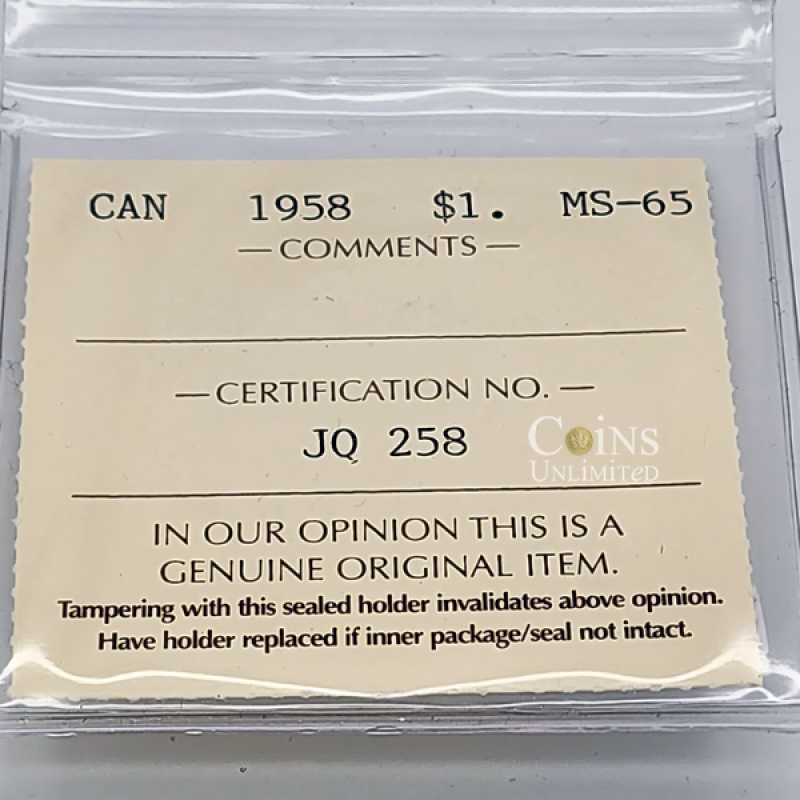 CAN 1958 $1. MS-65
— COMMENTS —
— CERTIFICATION NO. —
JQ 258
COiNS
UNLIMITeD
IN OUR OPINION THIS IS A
GENUINE ORIGINAL ITEM.
Tampering with this sealed holder invalidates above opinion.
Have holder replaced if inner package/seal not intact.